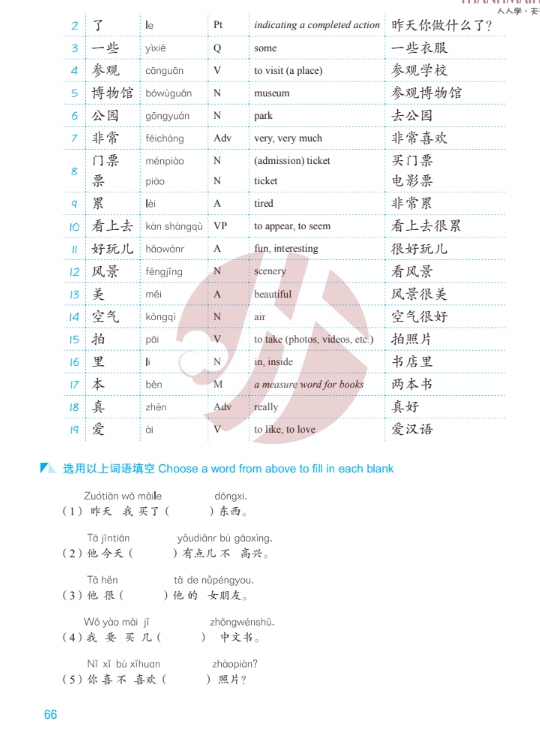 人人學·
2 了 le Pt indicating a completed action 昨天你做什么了?
3 一些 yìxiē Q some 一些衣服
4 参观 cānguān V to visit (a place) 参观学校
5 博物馆 bówùguǎn N museum 参观博物馆
6 公园 gōngyuán N park 去公园
7 非常 fēicháng Adv very, very much 非常喜欢
8 门票 ménpiào N (admission) ticket 买门票
票 piào N ticket 电影票
9 累 lèi A tired 非常累
10 看上去 kàn shàngqù VP to appear, to seem 看上去很累
11 好玩儿 hǎowánr A fun, interesting 很好玩儿
12 风景 fēngjǐng N scenery 看风景
13 美 měi A beautiful 风景很美
14 空气 kōngqì N air 空气很好
15 拍 pāi V to take (photos, videos, etc.) 拍照片
16 里 li N in, inside 书店里
17 本 běn M a measure word for books 两本书
18 真 zhēn Adv really 真好
19 爱 ài V to like, to love 爱汉语
选用以上词语填空 Choose a word from above to fill in each blank
Zuótiān wǒ mǎile dōngxi.
(1) 昨天 我 买了 ( ) 东西。
Tā jīntiān yǒudiǎnr bù gāoxìng.
(2) 他 今天 ( ) 有点儿 不 高兴。
Tā hěn tā de nǚpéngyou.
(3) 他 很 ( ) 他 的 女朋友。
Wǒ yào mǎi jǐ zhōngwénshū.
(4) 我 要 买 几 ( ) 中文书。
Nǐ xǐ bù xǐhuan zhàopiàn?
(5) 你 喜 不 喜欢 ( ) 照片?
66